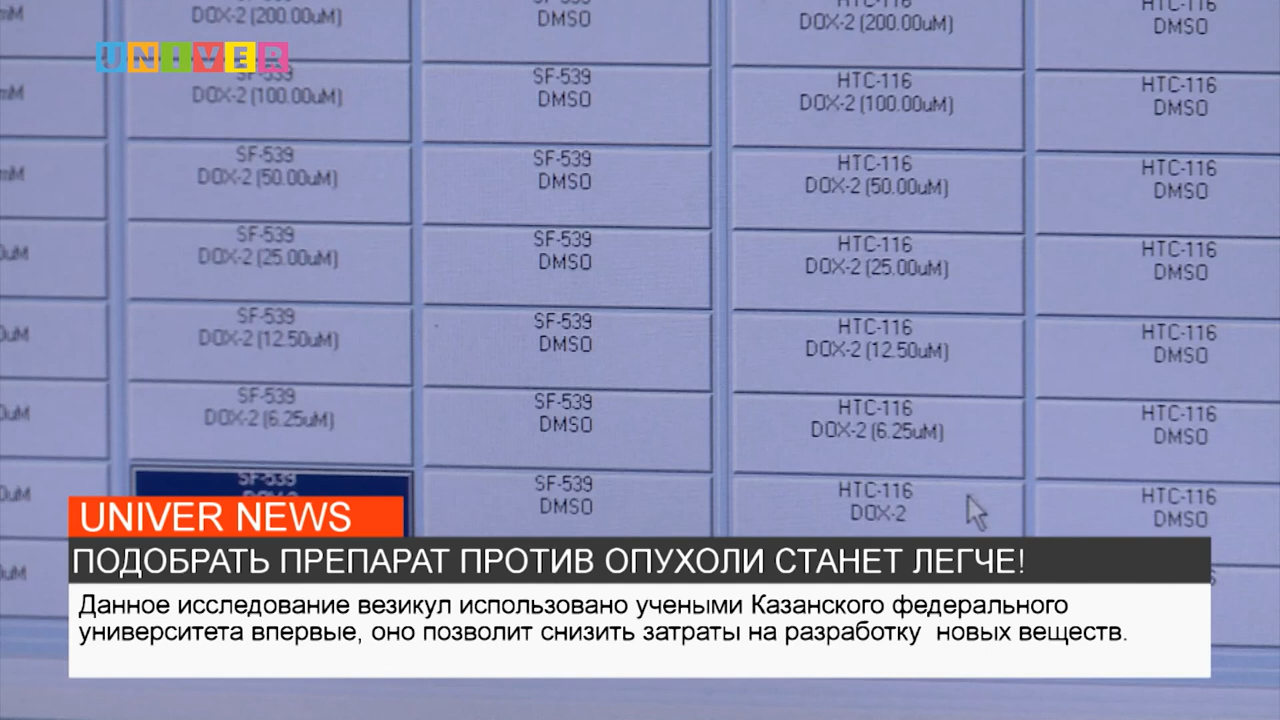 DOX-2 (200.00uM) DMSO HTC-116 DOX-2 (200.00uM) HTC-116 DMSO
UNIVER
mM SF-539 DOX-2 (100.00uM) SF-539 DMSO HTC-116 DOX-2 (100.00uM) HTC-116 DMSO
mM SF-539 DOX-2 (50.00uM) SF-539 DMSO HTC-116 DOX-2 (50.00uM) HTC-116 DMSO
0uM SF-539 DOX-2 (25.00uM) SF-539 DMSO HTC-116 DOX-2 (25.00uM) HTC-116 DMSO
0uM SF-539 DOX-2 (12.50uM) SF-539 DMSO HTC-116 DOX-2 (12.50uM) HTC-116 DMSO
0uM SF-539 DOX-2 (6.25uM) SF-539 DMSO HTC-116 DOX-2 (6.25uM) HTC-116 DMSO
0uM SF-539 SF-539 DMSO HTC-116 DOX-2 HTC-116 DMSO
0uM
UNIVER NEWS
ПОДОБРАТЬ ПРЕПАРАТ ПРОТИВ ОПУХОЛИ СТАНЕТ ЛЕГЧЕ!
Данное исследование везикул использовано учеными Казанского федерального
университета впервые, оно позволит снизить затраты на разработку новых веществ.